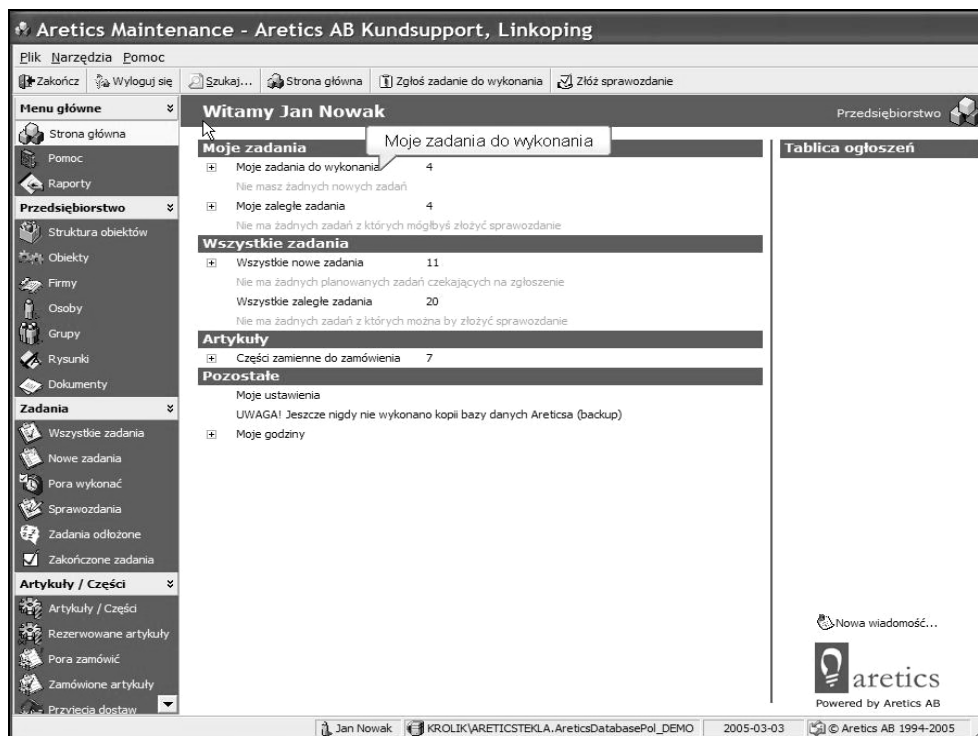 Aretics Maintenance - Aretics AB Kundsupport, Linkoping
Plik Narzędzia Pomoc
Zakończ Wyloguj się Szukaj... Strona główna Zgłoś zadanie do wykonania Złóż sprawozdanie
Menu główne
Strona główna
Pomoc
Raporty
Przedsiębiorstwo
Struktura obiektów
Obiekty
Firmy
Osoby
Grupy
Rysunki
Dokumenty
Zadania
Wszystkie zadania
Nowe zadania
Pora wykonać
Sprawozdania
Zadania odłożone
Zakończone zadania
Artykuły / Części
Artykuły / Części
Rezerwowane artykuły
Pora zamówić
Zamówione artykuły
Przyjęcia dostaw
Witamy Jan Nowak
Przedsiębiorstwo
Moje zadania
Moje zadania do wykonania
Moje zadania do wykonania 4
Nie masz żadnych nowych zadań
Moje zaległe zadania 4
Nie ma żadnych zadań z których mógłbyś złożyć sprawozdanie
Wszystkie zadania
Wszystkie nowe zadania 11
Nie ma żadnych planowanych zadań czekających na zgłoszenie
Wszystkie zaległe zadania 20
Nie ma żadnych zadań z których można by złożyć sprawozdanie
Artykuły
Części zamienne do zamówienia 7
Pozostałe
Moje ustawienia
UWAGA! Jeszcze nigdy nie wykonano kopii bazy danych Areticsa (backup)
Moje godziny
Tablica ogłoszeń
Nowa wiadomość...
aretics
Powered by Aretics AB
Jan Nowak KROLIK\ARETICSTEKLA.AreticsDatabasePol_DEMO 2005-03-03 © Aretics AB 1994-2005